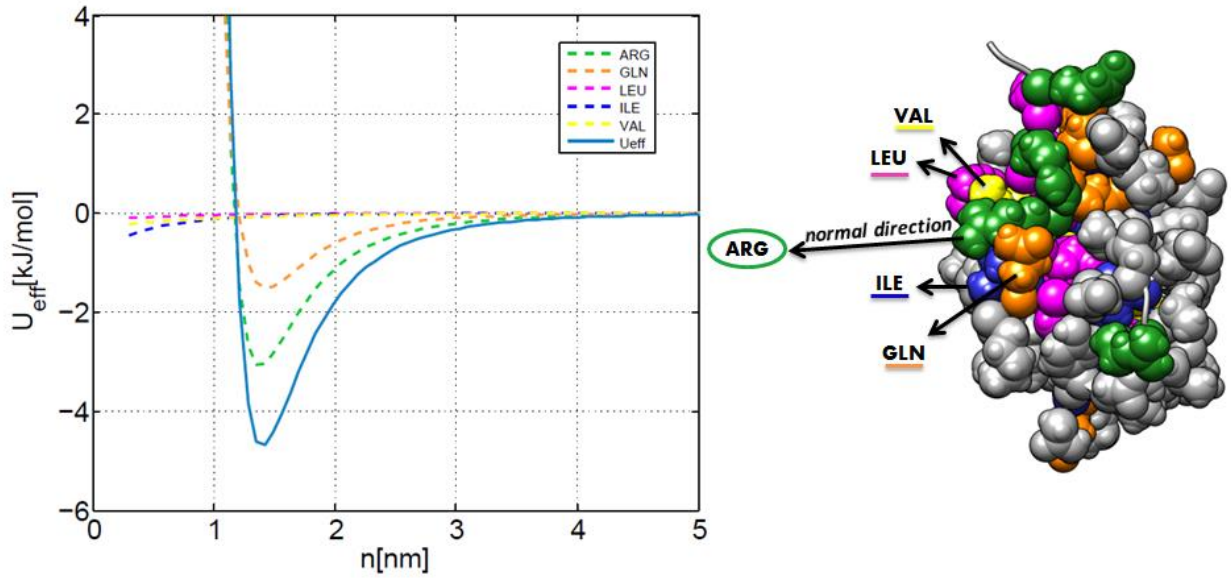 4
2
0
−2
−4
−6
0
1
2
3
4
5
U_eff[kJ/mol]
n[nm]
ARG
GLN
LEU
ILE
VAL
Ueff
VAL
LEU
normal direction
ARG
ILE
GLN